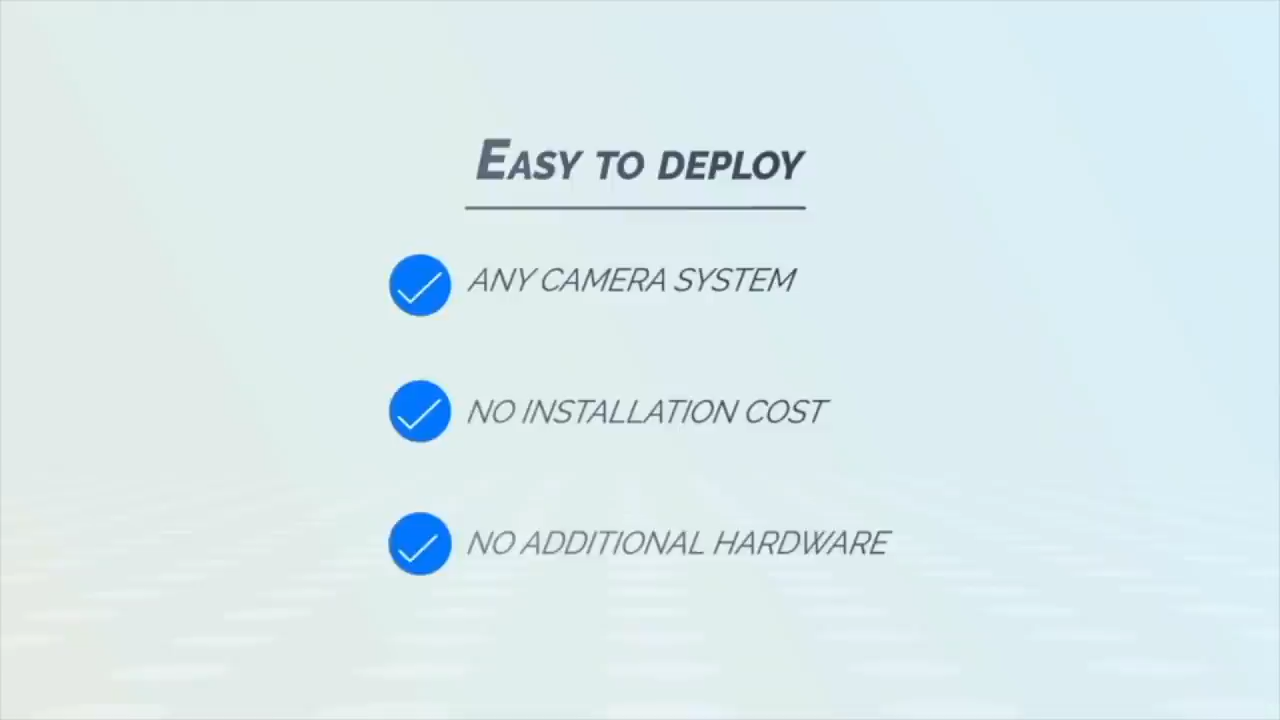 EASY TO DEPLOY
ANY CAMERA SYSTEM
NO INSTALLATION COST
NO ADDITIONAL HARDWARE